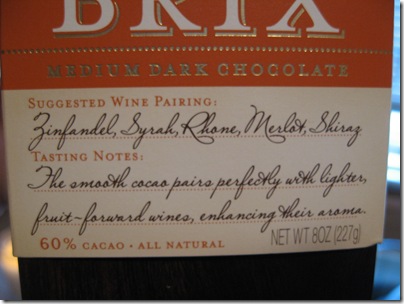 BRIX
MEDIUM DARK CHOCOLATE
SUGGESTED WINE PAIRING:
Zinfandel, Syrah, Rhone, Merlot, Shiraz
TASTING NOTES:
The smooth cacao pairs perfectly with lighter,
fruit-forward wines, enhancing their aroma.
60% CACAO • ALL NATURAL
NET WT 8OZ (227g)